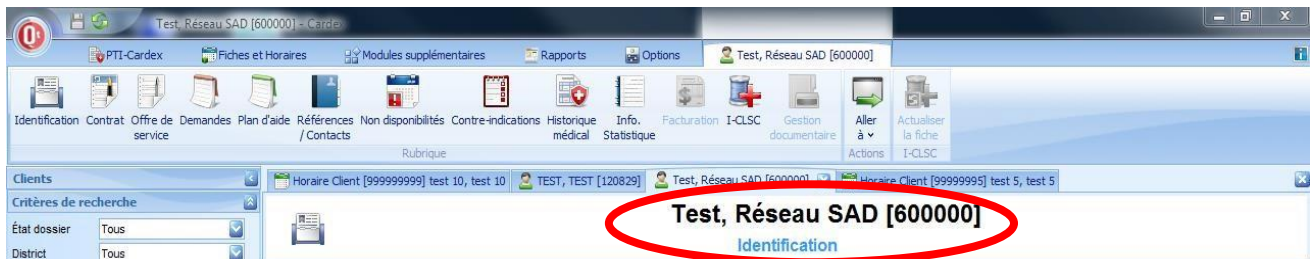 Test, Réseau SAD [600000] - Cardex
PTI-Cardex Fiches et Horaires Modules supplémentaires Rapports Options Test, Réseau SAD [600000]
Identification Contrat Offre de service Demandes Plan d'aide Références / Contacts Non disponibilités Contre-indications Historique médical Info. Statistique Facturation I-CLSC Gestion documentaire Aller à Actualiser la fiche
Rubrique Actions I-CLSC
Clients
Horaire Client [999999999] test 10, test 10 TEST, TEST [120829] Test, Réseau SAD [600000] Horaire Client [99999995] test 5, test 5
Critères de recherche
Test, Réseau SAD [600000]
État dossier Tous
Identification
District Tous